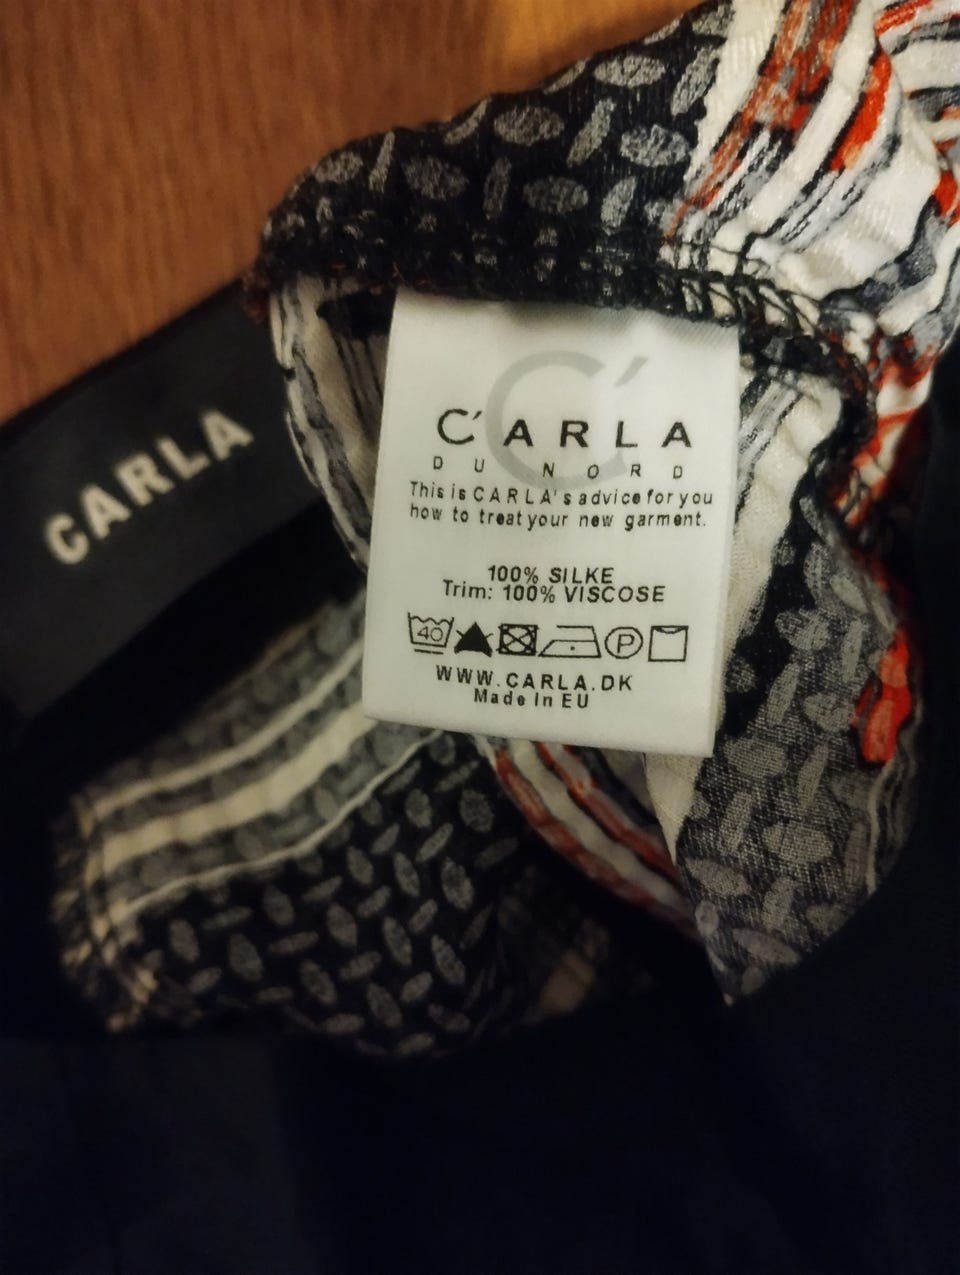 CARLA
C'
C'ARLA
DU NORD
This is CARLA's advice for you
how to treat your new garment.
100% SILKE
Trim: 100% VISCOSE
40 P
WWW.CARLA.DK
Made in EU